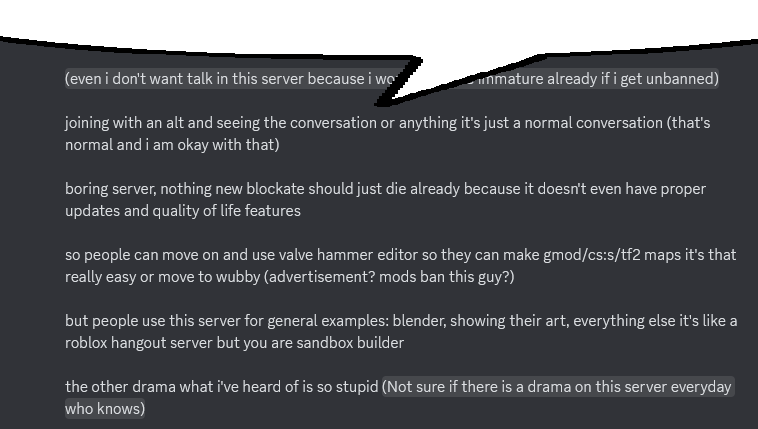 (even i don't want talk in this server because i immature already if i get unbanned)
joining with an alt and seeing the conversation or anything it's just a normal conversation (that's
normal and i am okay with that)
boring server, nothing new blockate should just die already because it doesn't even have proper
updates and quality of life features
so people can move on and use valve hammer editor so they can make gmod/cs:s/tf2 maps it's that
really easy or move to wubby (advertisement? mods ban this guy?)
but people use this server for general examples: blender, showing their art, everything else it's like a
roblox hangout server but you are sandbox builder
the other drama what i've heard of is so stupid (Not sure if there is a drama on this server everyday
who knows)